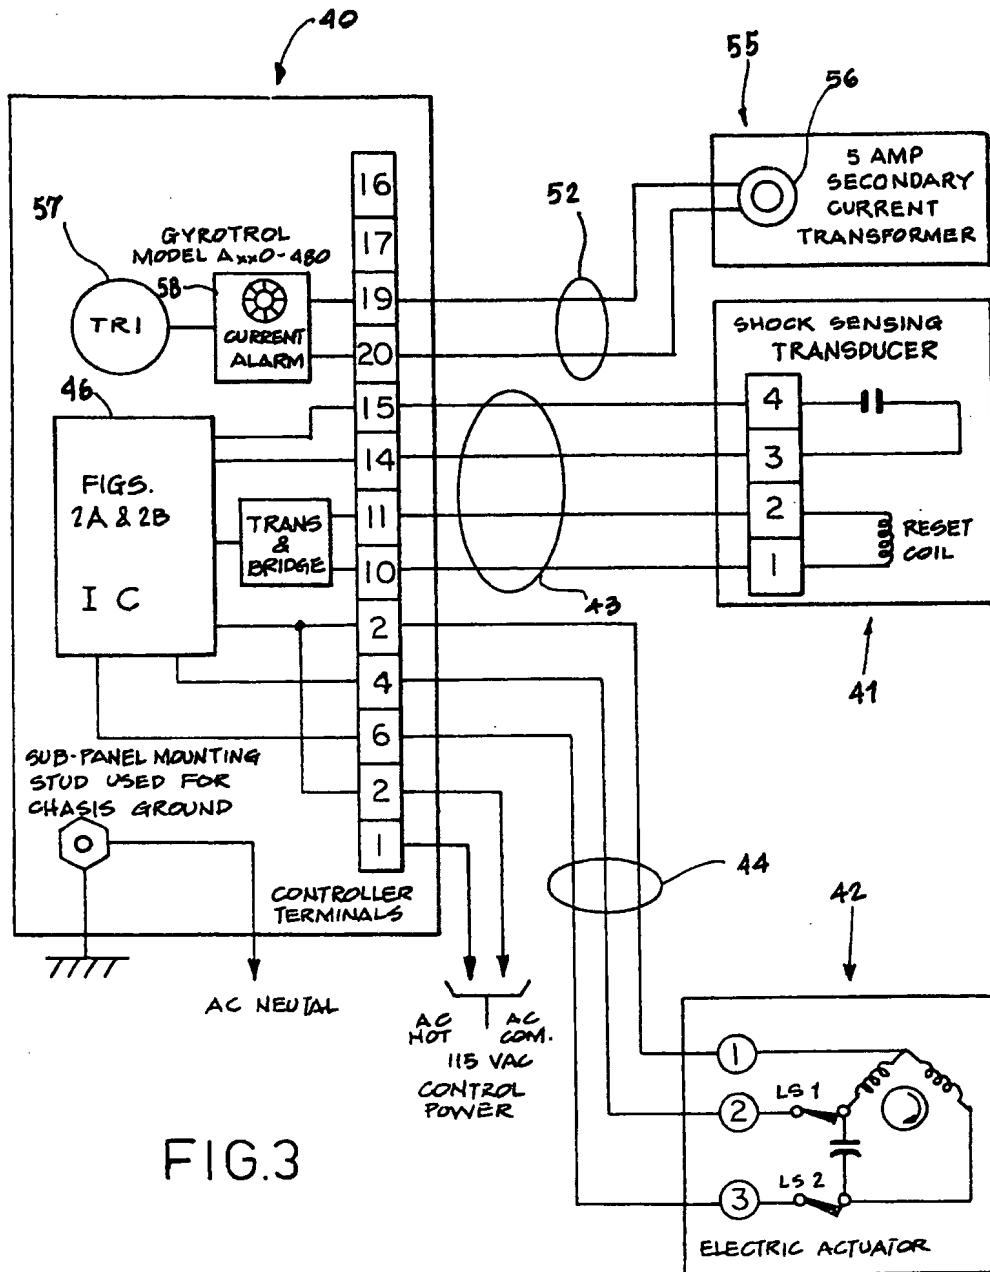 40
55
56
5 AMP
SECONDARY
CURRENT
TRANSFORMER
57
52
GYROTROL
MODEL AxxO-480
58
TRI
CURRENT
ALARM
16
17
19
20
15
14
11
10
2
4
6
2
1
SHOCK SENSING
TRANSDUCER
4
3
2
1
RESET
COIL
46
FIGS.
2A & 2B
I C
TRANS
&
BRIDGE
43
41
SUB-PANEL MOUNTING
STUD USED FOR
CHASIS GROUND
CONTROLLER
TERMINALS
44
42
AC NEUTAL
AC
HOT
AC
COM.
115 VAC
CONTROL
POWER
1
2
3
LS 1
LS 2
ELECTRIC ACTUATOR
FIG.3